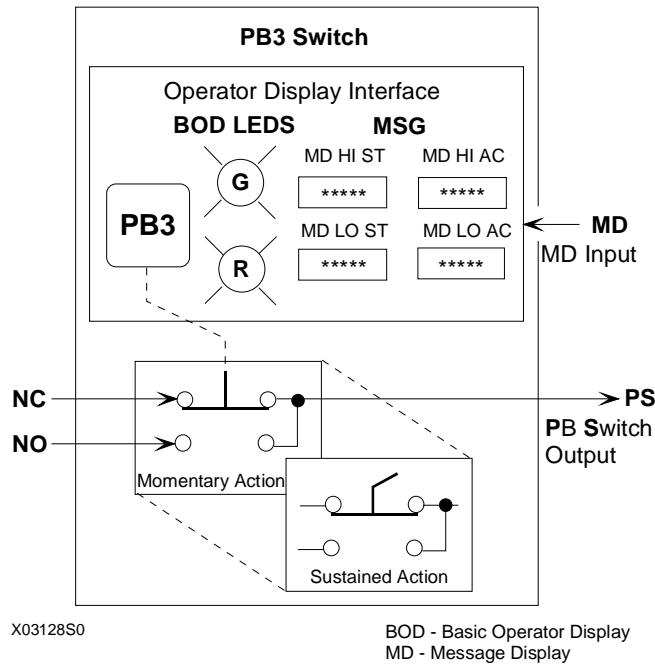 PB3 Switch
Operator Display Interface
BOD LEDS MSG
MD HI ST MD HI AC
G ***** *****
PB3
MD LO ST MD LO AC
R ***** *****
MD
MD Input
NC
NO
PS
PB Switch
Output
Momentary Action
Sustained Action
X03128S0
BOD - Basic Operator Display
MD - Message Display